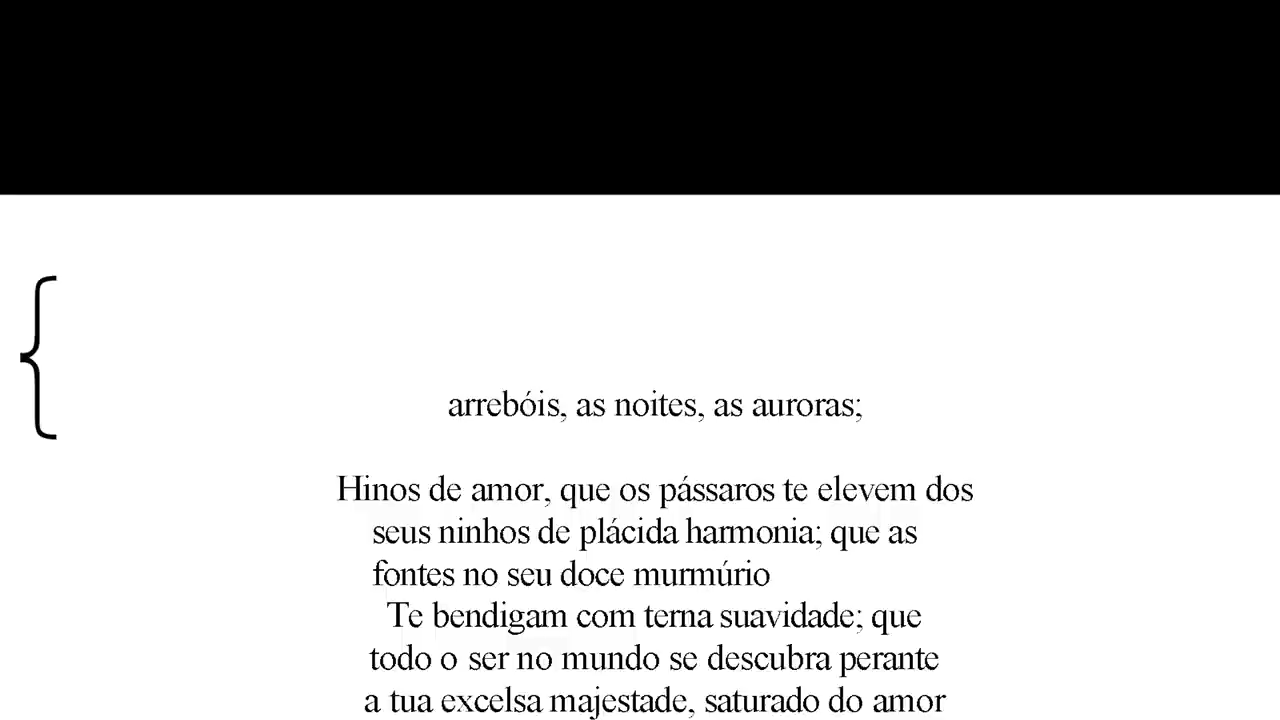 arrebóis, as noites, as auroras;
Hinos de amor, que os pássaros te elevem dos
seus ninhos de plácida harmonia; que as
fontes no seu doce murmúrio
Te bendigam com terna suavidade; que
todo o ser no mundo se descubra perante
a tua excelsa majestade, saturado do amor